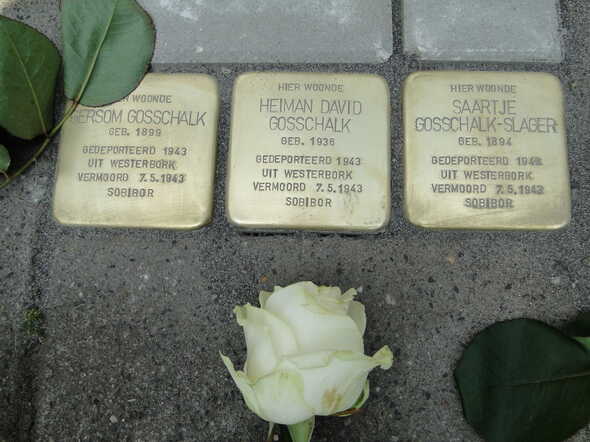 HIER WOONDE
GERSOM GOSSCHALK
GEB. 1899
GEDEPORTEERD 1943
UIT WESTERBORK
VERMOORD 7.5.1943
SOBIBOR
HIER WOONDE
HEIMAN DAVID
GOSSCHALK
GEB. 1936
GEDEPORTEERD 1943
UIT WESTERBORK
VERMOORD 7.5.1943
SOBIBOR
HIER WOONDE
SAARTJE
GOSSCHALK-SLAGER
GEB. 1894
GEDEPORTEERD 1943
UIT WESTERBORK
VERMOORD 7.5.1943
SOBIBOR